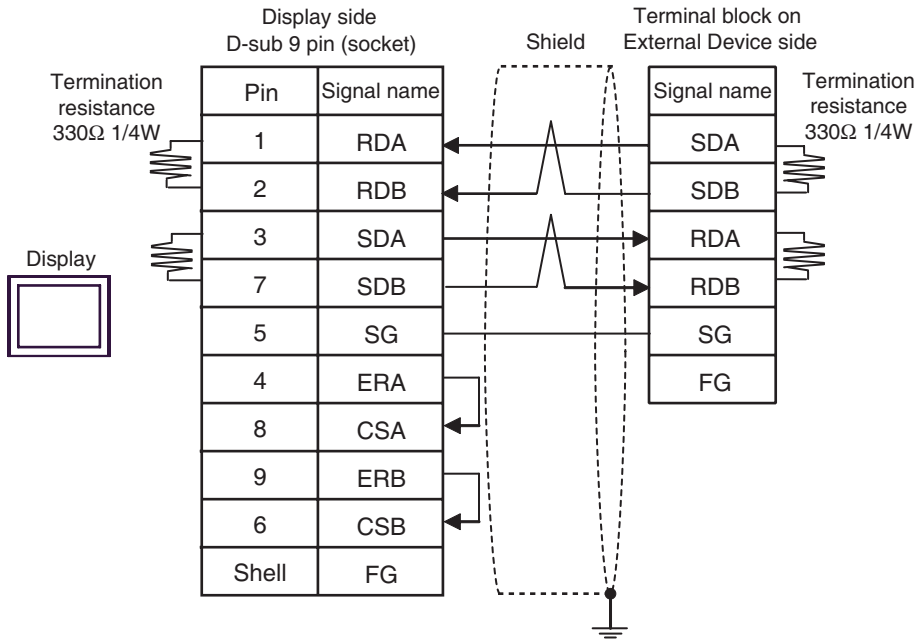 Display side
D-sub 9 pin (socket)
Shield
Terminal block on
External Device side
Termination
resistance
330Ω 1/4W
Termination
resistance
330Ω 1/4W
Display
Pin Signal name
1 RDA
2 RDB
3 SDA
7 SDB
5 SG
4 ERA
8 CSA
9 ERB
6 CSB
Shell FG
Signal name
SDA
SDB
RDA
RDB
SG
FG